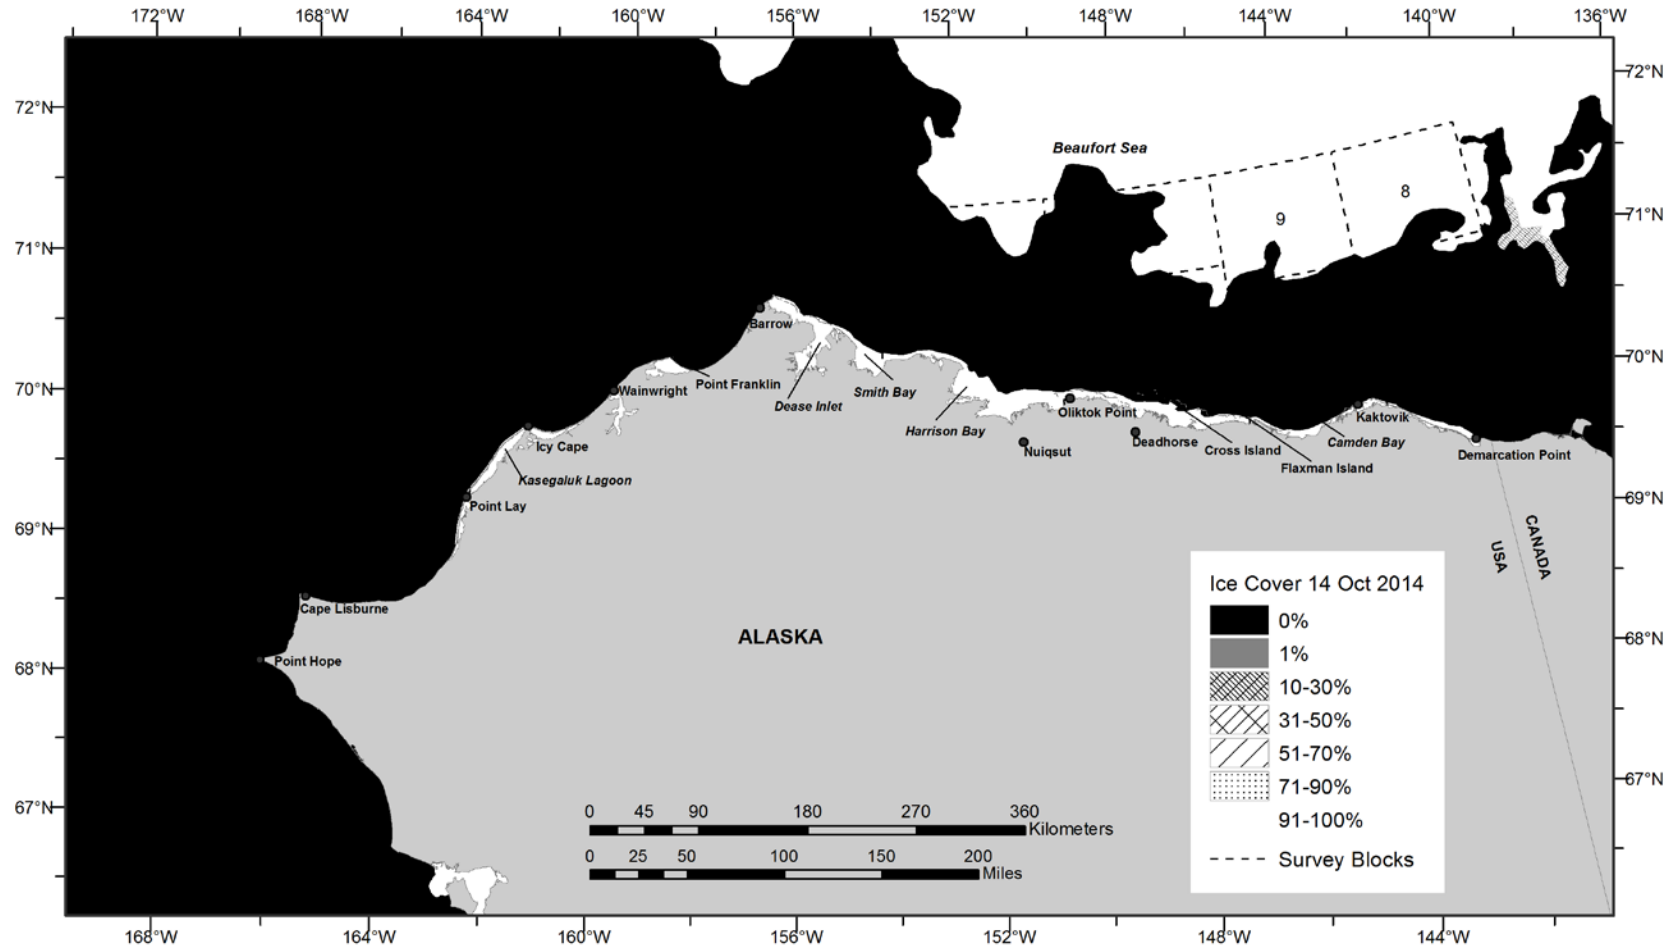 172°W 168°W 164°W 160°W 156°W 152°W 148°W 144°W 140°W 136°W
72°N 72°N
Beaufort Sea
8
9
71°N 71°N
Barrow
70°N 70°N
Point Franklin
Wainwright
Dease Inlet
Smith Bay
Harrison Bay
Oliktok Point
Kaktovik
Icy Cape
Nuiqsut
Deadhorse
Cross Island
Camden Bay
Flaxman Island
Demarcation Point
Kasegaluk Lagoon
Point Lay
69°N 69°N
CANADA
USA
Cape Lisburne
ALASKA
Point Hope
68°N 68°N
67°N 67°N
Ice Cover 14 Oct 2014
0%
1%
10-30%
31-50%
51-70%
71-90%
91-100%
Survey Blocks
0 45 90 180 270 360
Kilometers
0 25 50 100 150 200
Miles
168°W 164°W 160°W 156°W 152°W 148°W 144°W